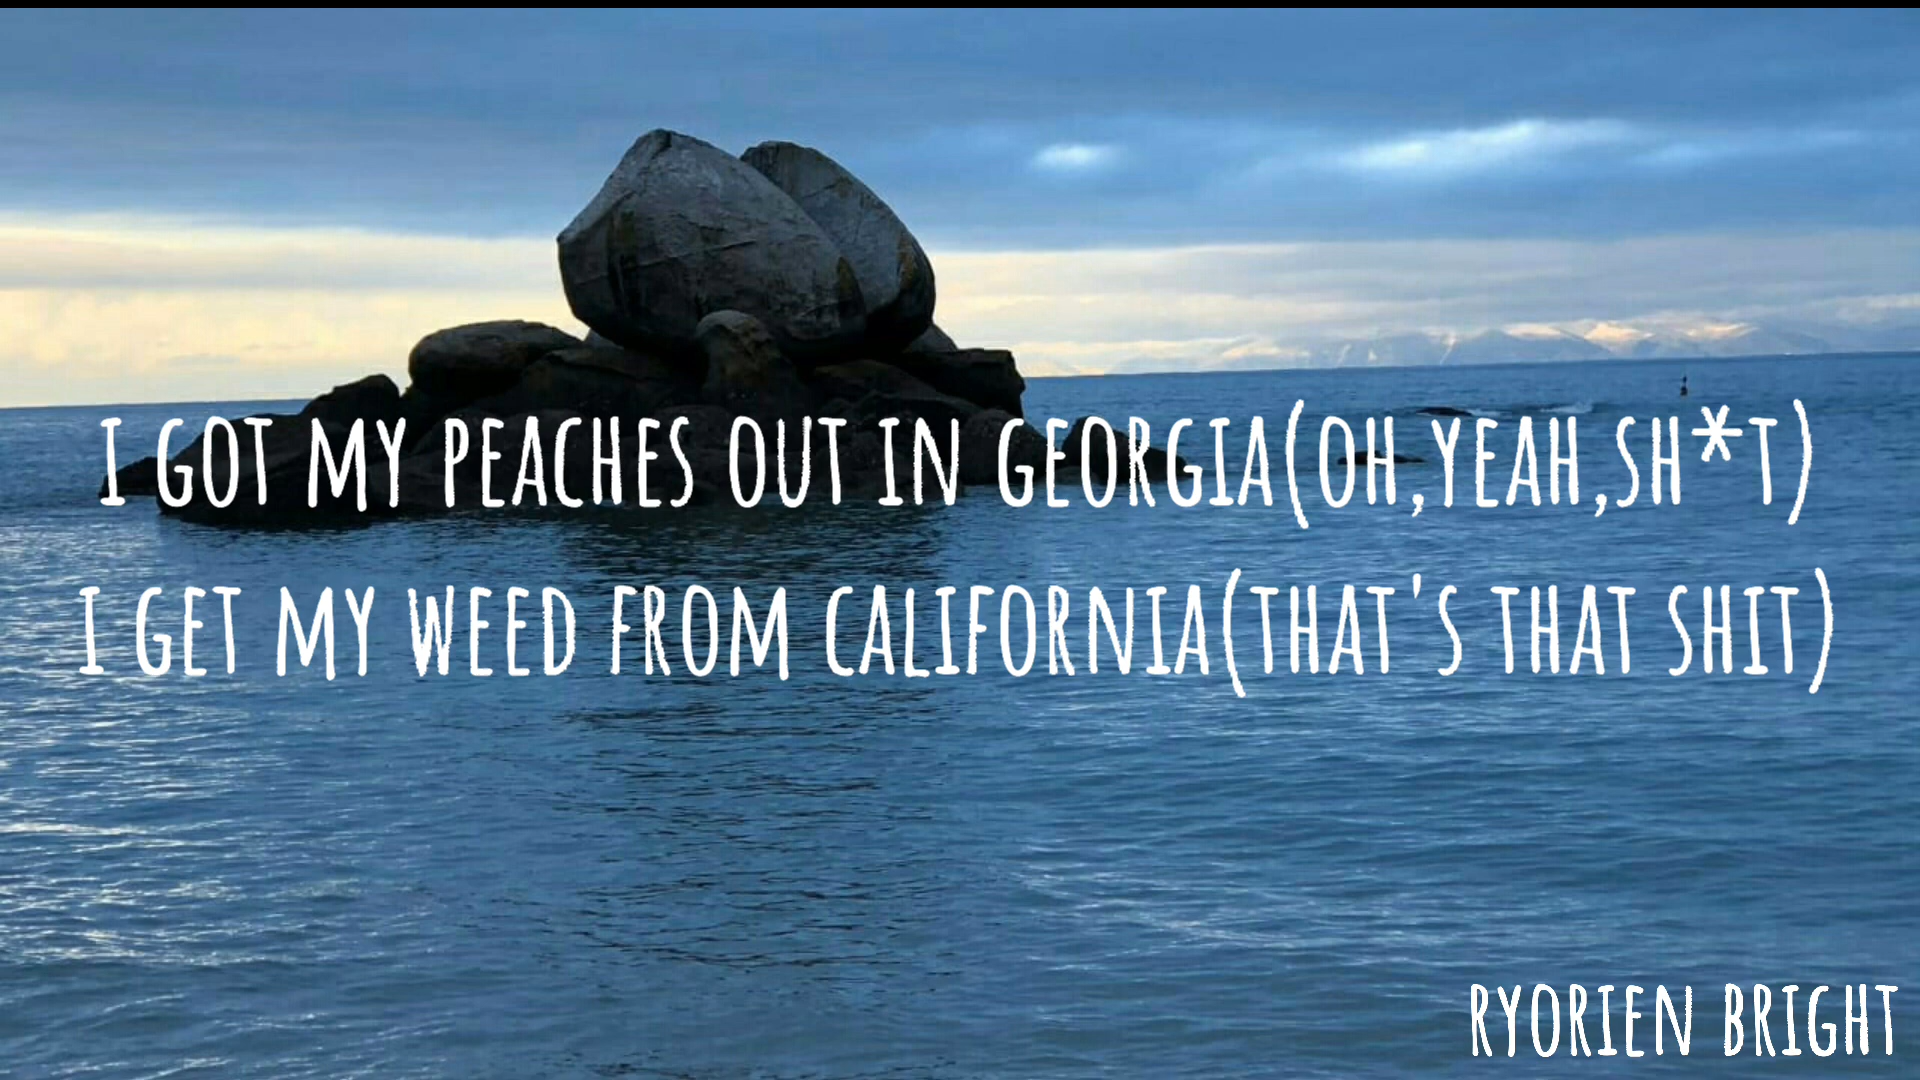 I GOT MY PEACHES OUT IN GEORGIA(OH,YEAH,SH*T)
I GET MY WEED FROM CALIFORNIA(THAT'S THAT SHIT)
RYORIEN BRIGHT